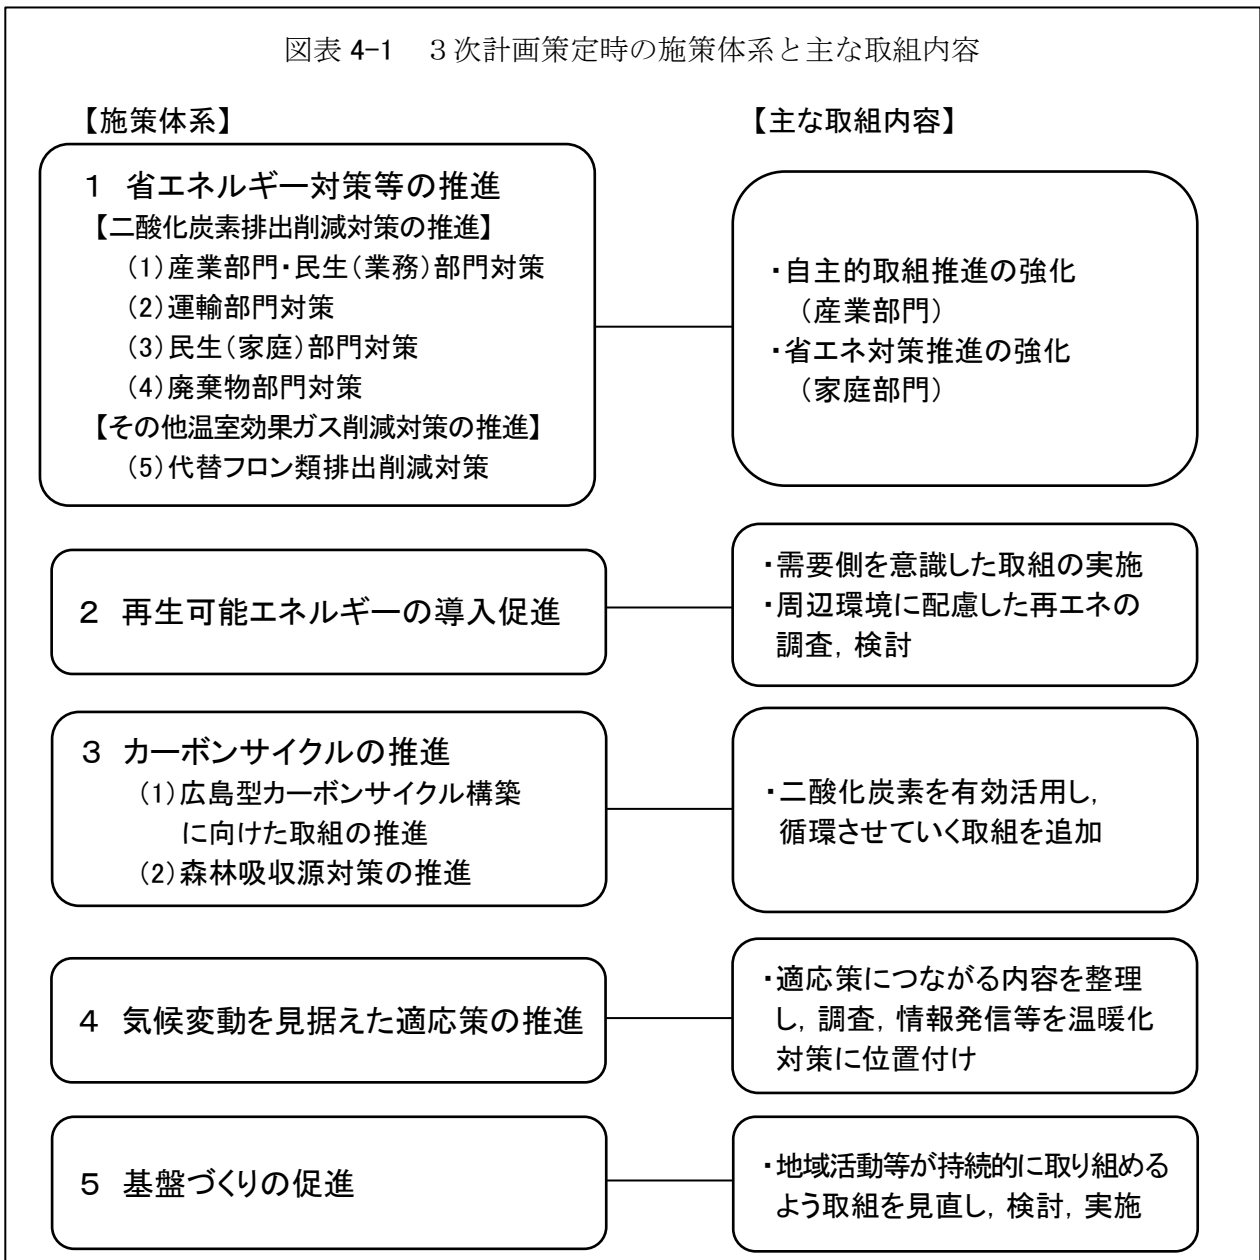 図表 4-1　３次計画策定時の施策体系と主な取組内容
【施策体系】
【主な取組内容】
１ 省エネルギー対策等の推進
【二酸化炭素排出削減対策の推進】
(1)産業部門・民生(業務)部門対策
(2)運輸部門対策
(3)民生(家庭)部門対策
(4)廃棄物部門対策
【その他温室効果ガス削減対策の推進】
(5)代替フロン類排出削減対策
・自主的取組推進の強化
（産業部門）
・省エネ対策推進の強化
（家庭部門）
２ 再生可能エネルギーの導入促進
・需要側を意識した取組の実施
・周辺環境に配慮した再エネの
調査，検討
３ カーボンサイクルの推進
(1)広島型カーボンサイクル構築
に向けた取組の推進
(2)森林吸収源対策の推進
・二酸化炭素を有効活用し，
循環させていく取組を追加
４ 気候変動を見据えた適応策の推進
・適応策につながる内容を整理
し，調査，情報発信等を温暖化
対策に位置付け
５ 基盤づくりの促進
・地域活動等が持続的に取り組める
よう取組を見直し，検討，実施